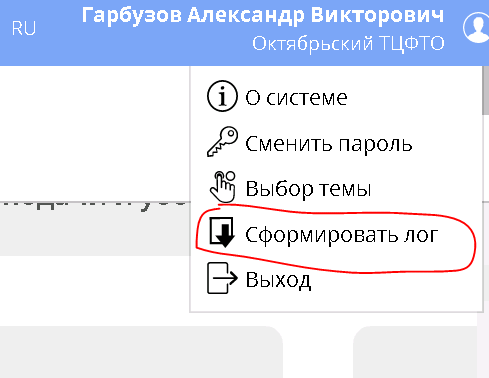 RU
Гарбузов Александр Викторович
Октябрьский ТЦФТО
О системе
Сменить пароль
Выбор темы
Сформировать лог
Выход